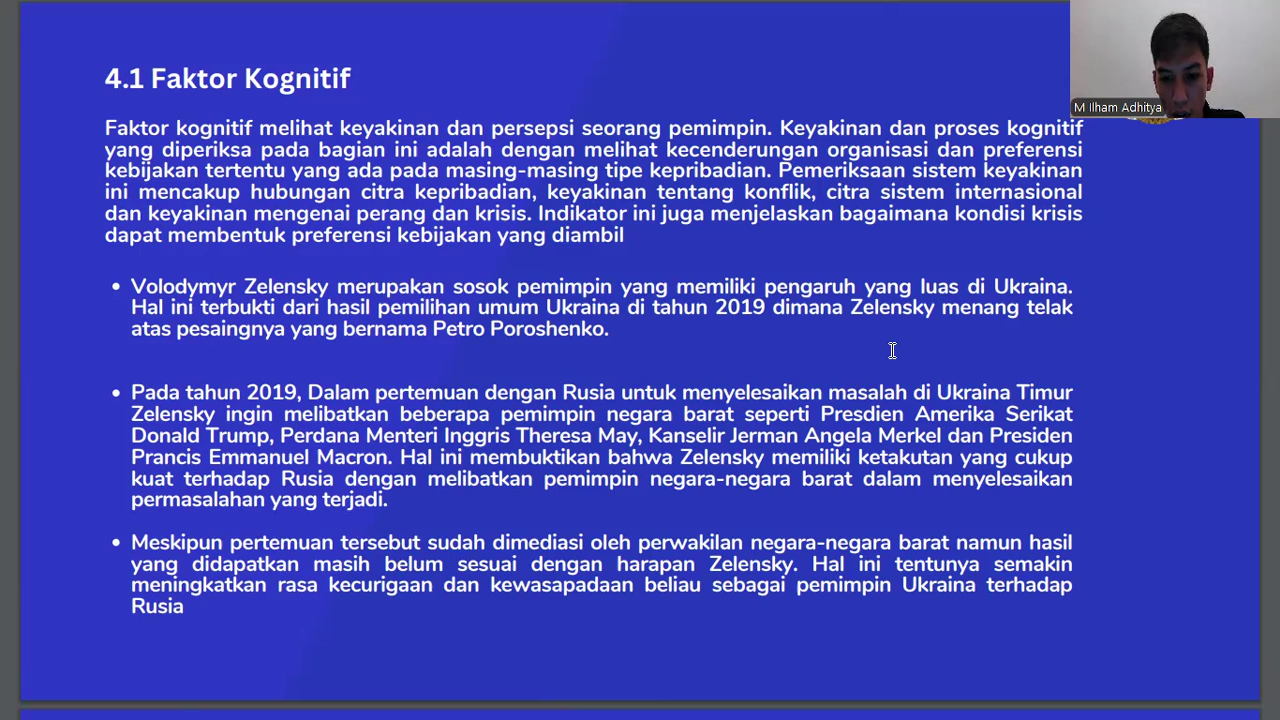 4.1 Faktor Kognitif
M Ilham Adhitya
Faktor kognitif melihat keyakinan dan persepsi seorang pemimpin. Keyakinan dan proses kognitif
yang diperiksa pada bagian ini adalah dengan melihat kecenderungan organisasi dan preferensi
kebijakan tertentu yang ada pada masing-masing tipe kepribadian. Pemeriksaan sistem keyakinan
ini mencakup hubungan citra kepribadian, keyakinan tentang konflik, citra sistem internasional
dan keyakinan mengenai perang dan krisis. Indikator ini juga menjelaskan bagaimana kondisi krisis
dapat membentuk preferensi kebijakan yang diambil
• Volodymyr Zelensky merupakan sosok pemimpin yang memiliki pengaruh yang luas di Ukraina.
Hal ini terbukti dari hasil pemilihan umum Ukraina di tahun 2019 dimana Zelensky menang telak
atas pesaingnya yang bernama Petro Poroshenko.
• Pada tahun 2019, Dalam pertemuan dengan Rusia untuk menyelesaikan masalah di Ukraina Timur
Zelensky ingin melibatkan beberapa pemimpin negara barat seperti Presdien Amerika Serikat
Donald Trump, Perdana Menteri Inggris Theresa May, Kanselir Jerman Angela Merkel dan Presiden
Prancis Emmanuel Macron. Hal ini membuktikan bahwa Zelensky memiliki ketakutan yang cukup
kuat terhadap Rusia dengan melibatkan pemimpin negara-negara barat dalam menyelesaikan
permasalahan yang terjadi.
• Meskipun pertemuan tersebut sudah dimediasi oleh perwakilan negara-negara barat namun hasil
yang didapatkan masih belum sesuai dengan harapan Zelensky. Hal ini tentunya semakin
meningkatkan rasa kecurigaan dan kewasapadaan beliau sebagai pemimpin Ukraina terhadap
Rusia